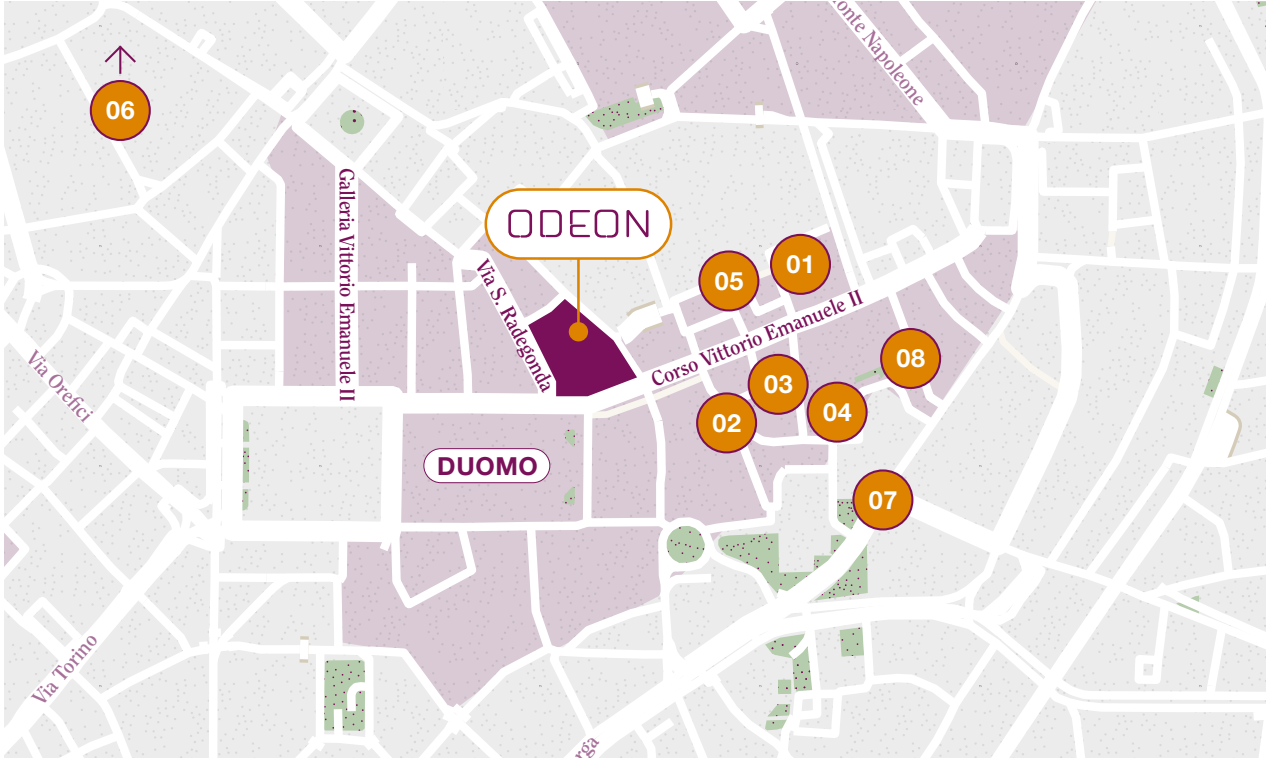 onte Napoleone
06
Galleria Vittorio Emanuele II
ODEON
Via S. Radegonda
05
01
Corso Vittorio Emanuele II
08
03
04
02
Via Orefici
DUOMO
07
Via Torino
rga